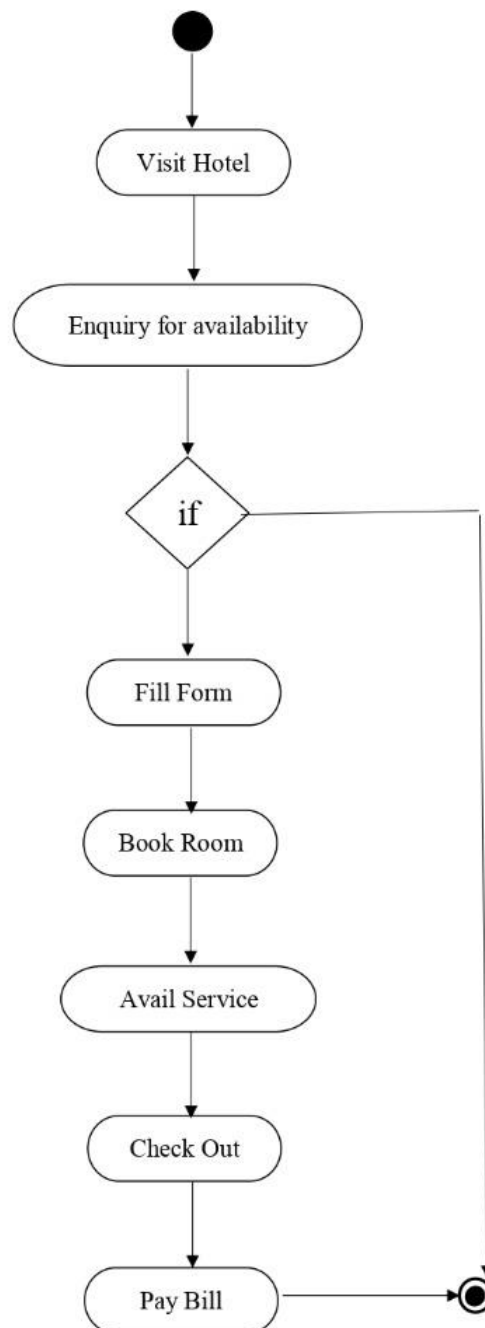 Visit Hotel
Enquiry for availability
if
Fill Form
Book Room
Avail Service
Check Out
Pay Bill